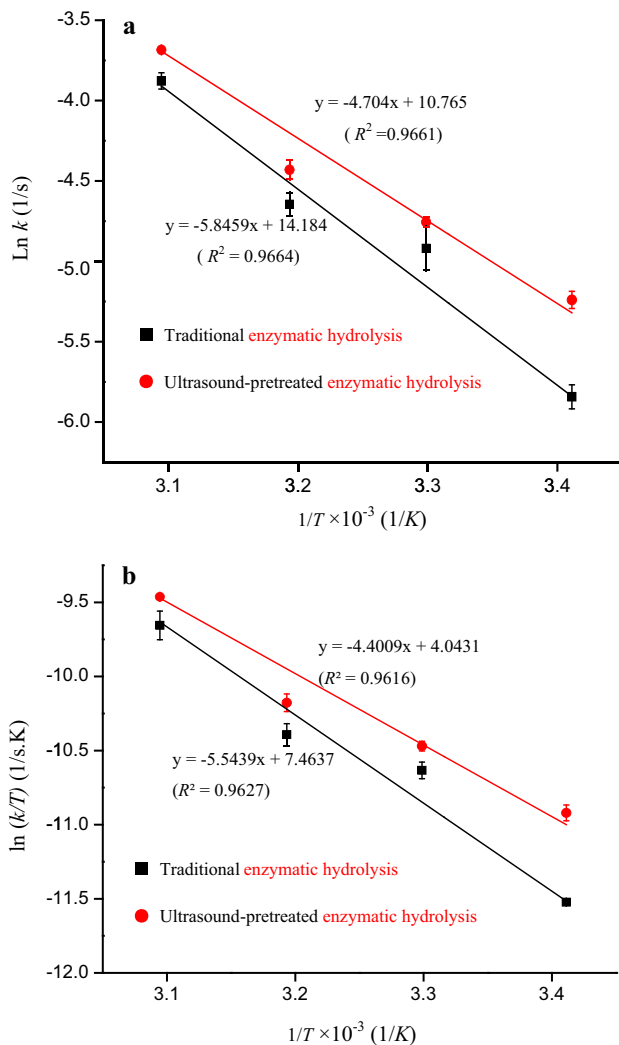 a
-3.5
-4.0
-4.5
-5.0
-5.5
-6.0
Ln k (1/s)
y = -4.704x + 10.765
( R² =0.9661)
y = -5.8459x + 14.184
( R² = 0.9664)
Traditional enzymatic hydrolysis
Ultrasound-pretreated enzymatic hydrolysis
3.1 3.2 3.3 3.4
1/T ×10⁻³ (1/K)
b
-9.5
-10.0
-10.5
-11.0
-11.5
-12.0
ln (k/T) (1/s.K)
y = -4.4009x + 4.0431
(R² = 0.9616)
y = -5.5439x + 7.4637
(R² = 0.9627)
Traditional enzymatic hydrolysis
Ultrasound-pretreated enzymatic hydrolysis
3.1 3.2 3.3 3.4
1/T ×10⁻³ (1/K)